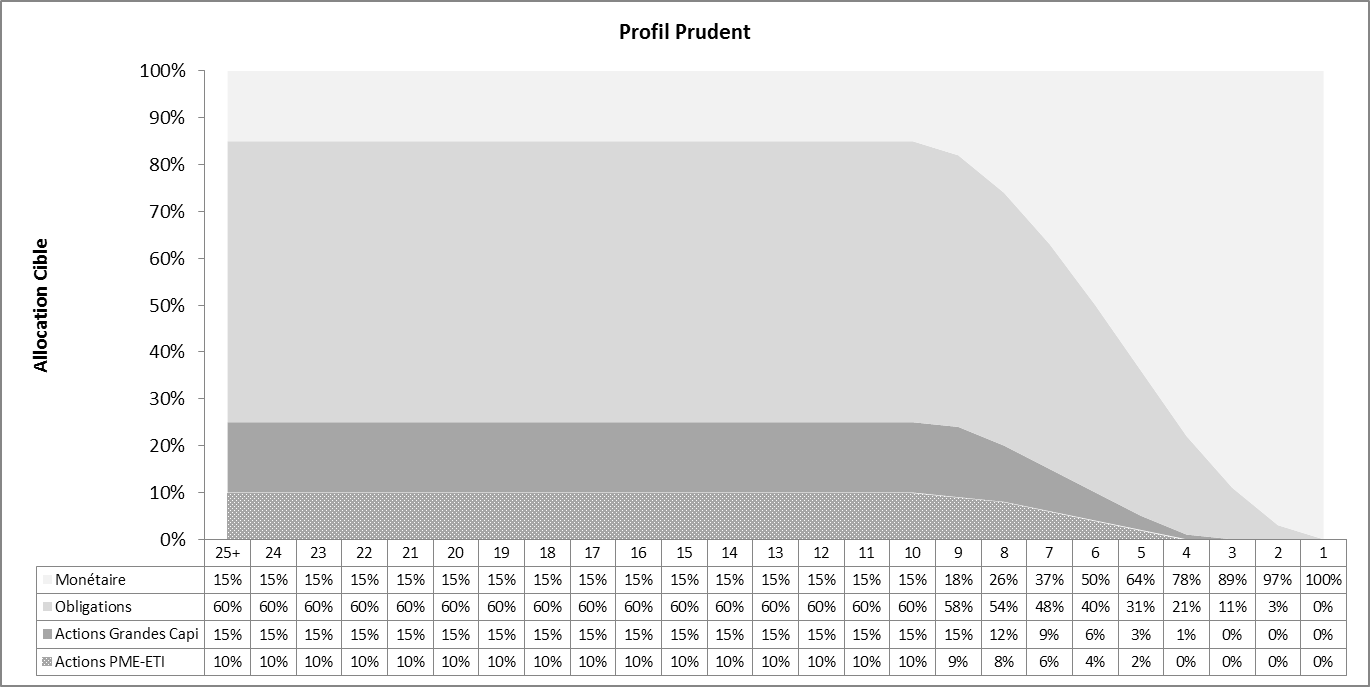 Profil Prudent
Allocation Cible
100%
90%
80%
70%
60%
50%
40%
30%
20%
10%
0%
25+ 24 23 22 21 20 19 18 17 16 15 14 13 12 11 10 9 8 7 6 5 4 3 2 1
Monétaire 15% 15% 15% 15% 15% 15% 15% 15% 15% 15% 15% 15% 15% 15% 15% 15% 18% 26% 37% 50% 64% 78% 89% 97% 100%
Obligations 60% 60% 60% 60% 60% 60% 60% 60% 60% 60% 60% 60% 60% 60% 60% 60% 58% 54% 48% 40% 31% 21% 11% 3% 0%
Actions Grandes Capi 15% 15% 15% 15% 15% 15% 15% 15% 15% 15% 15% 15% 15% 15% 15% 15% 15% 12% 9% 6% 3% 1% 0% 0% 0%
Actions PME-ETI 10% 10% 10% 10% 10% 10% 10% 10% 10% 10% 10% 10% 10% 10% 10% 10% 9% 8% 6% 4% 2% 0% 0% 0% 0%